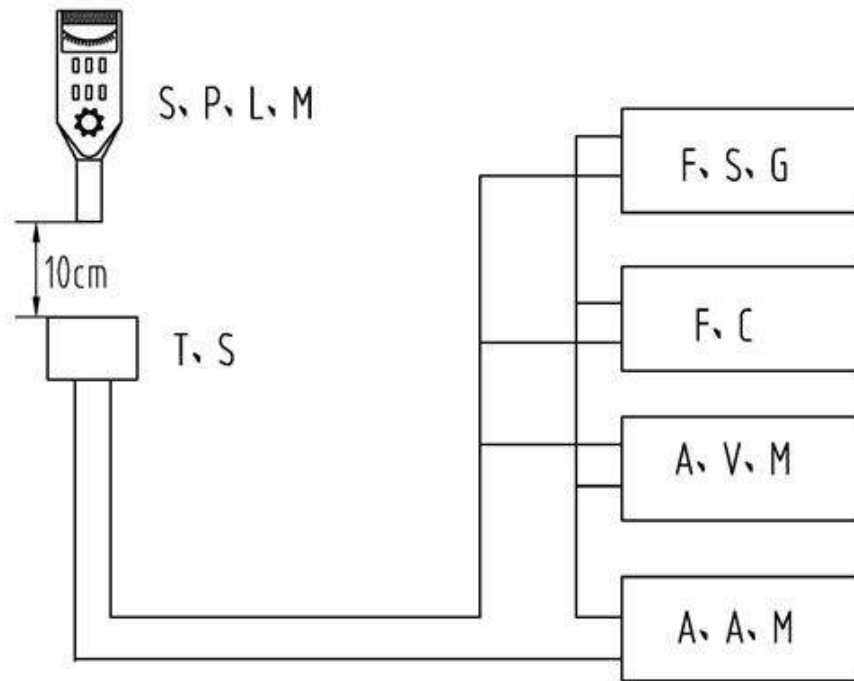 S、P、L、M
F、S、G
10cm
F、C
T、S
A、V、M
A、A、M